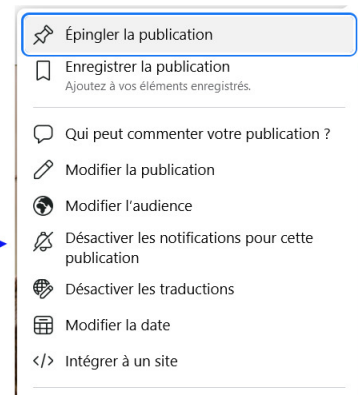 Épingler la publication
Enregistrer la publication
Ajoutez à vos éléments enregistrés.
Qui peut commenter votre publication ?
Modifier la publication
Modifier l’audience
Désactiver les notifications pour cette
publication
Désactiver les traductions
Modifier la date
Intégrer à un site